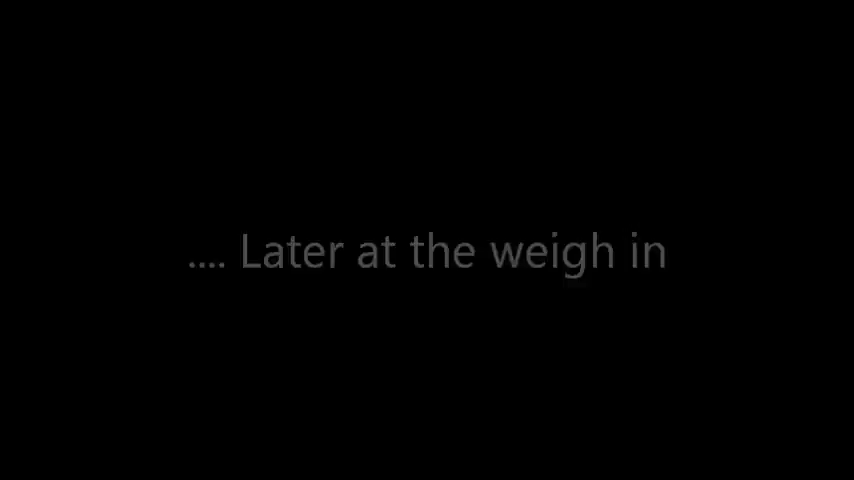 .... Later at the weigh in